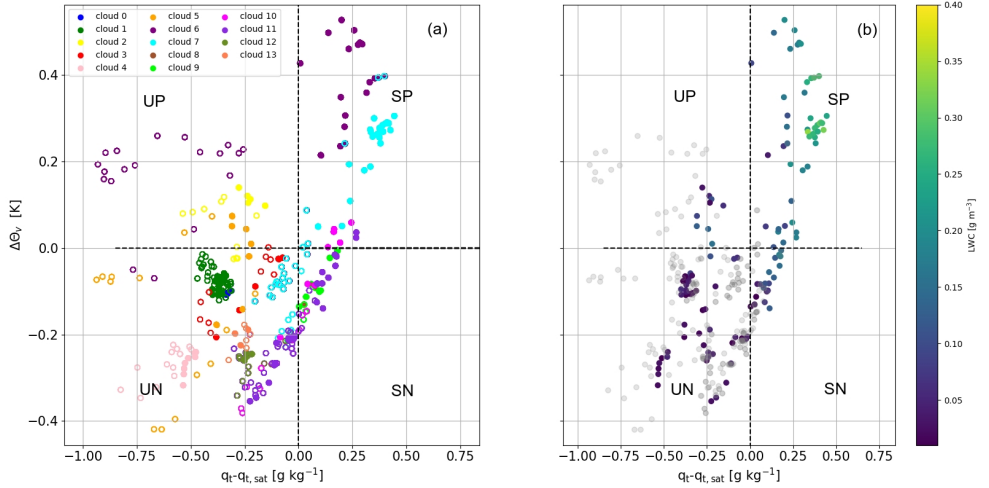 cloud 0
cloud 1
cloud 2
cloud 3
cloud 4
cloud 5
cloud 6
cloud 7
cloud 8
cloud 9
cloud 10
cloud 11
cloud 12
cloud 13
(a)
UP
SP
UN
SN
0.4
0.2
0.0
−0.2
−0.4
ΔΘv [K]
−1.00 −0.75 −0.50 −0.25 0.00 0.25 0.50 0.75
qt-qt, sat [g kg⁻¹]
(b)
UP
SP
UN
SN
−1.00 −0.75 −0.50 −0.25 0.00 0.25 0.50 0.75
qt-qt, sat [g kg⁻¹]
0.40
0.35
0.30
0.25
0.20
0.15
0.10
0.05
LWC [g m⁻³]